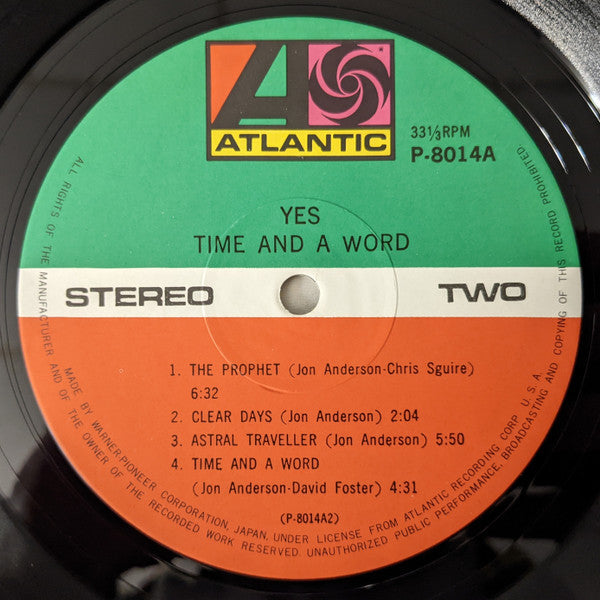 A
ATLANTIC
®
33⅓RPM
P-8014A
YES
TIME AND A WORD
STEREO
TWO
1. THE PROPHET (Jon Anderson-Chris Sguire)
6:32
2. CLEAR DAYS (Jon Anderson) 2:04
3. ASTRAL TRAVELLER (Jon Anderson) 5:50
4. TIME AND A WORD
(Jon Anderson-David Foster) 4:31
(P-8014A2)
MADE BY WARNER-PIONEER CORPORATION, JAPAN, UNDER LICENSE FROM ATLANTIC RECORDING CORP. U. S. A.
ALL RIGHTS OF THE MANUFACTURER AND OF THE OWNER OF THE RECORDED WORK RESERVED. UNAUTHORIZED PUBLIC PERFORMANCE, BROADCASTING AND COPYING OF THIS RECORD PROHIBITED